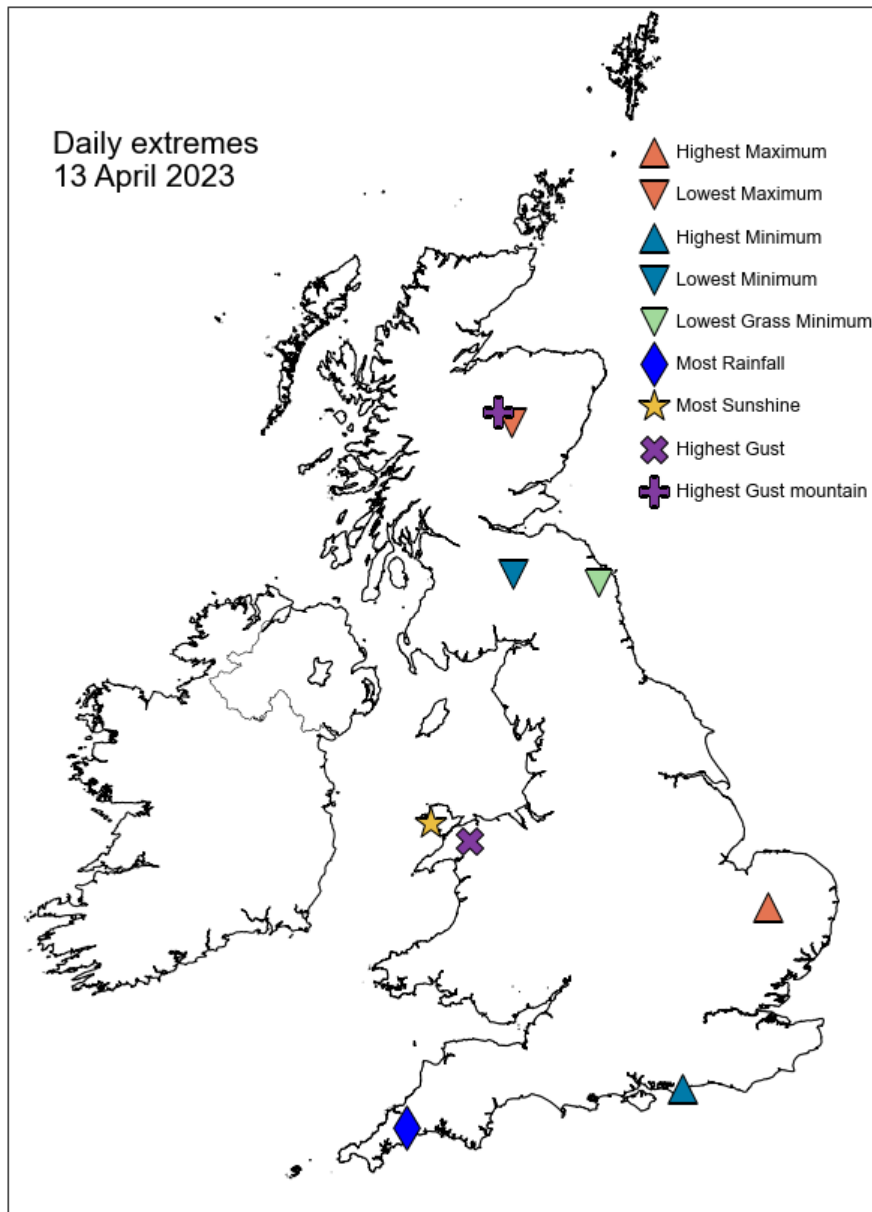 Daily extremes
13 April 2023
Highest Maximum
Lowest Maximum
Highest Minimum
Lowest Minimum
Lowest Grass Minimum
Most Rainfall
Most Sunshine
Highest Gust
Highest Gust mountain